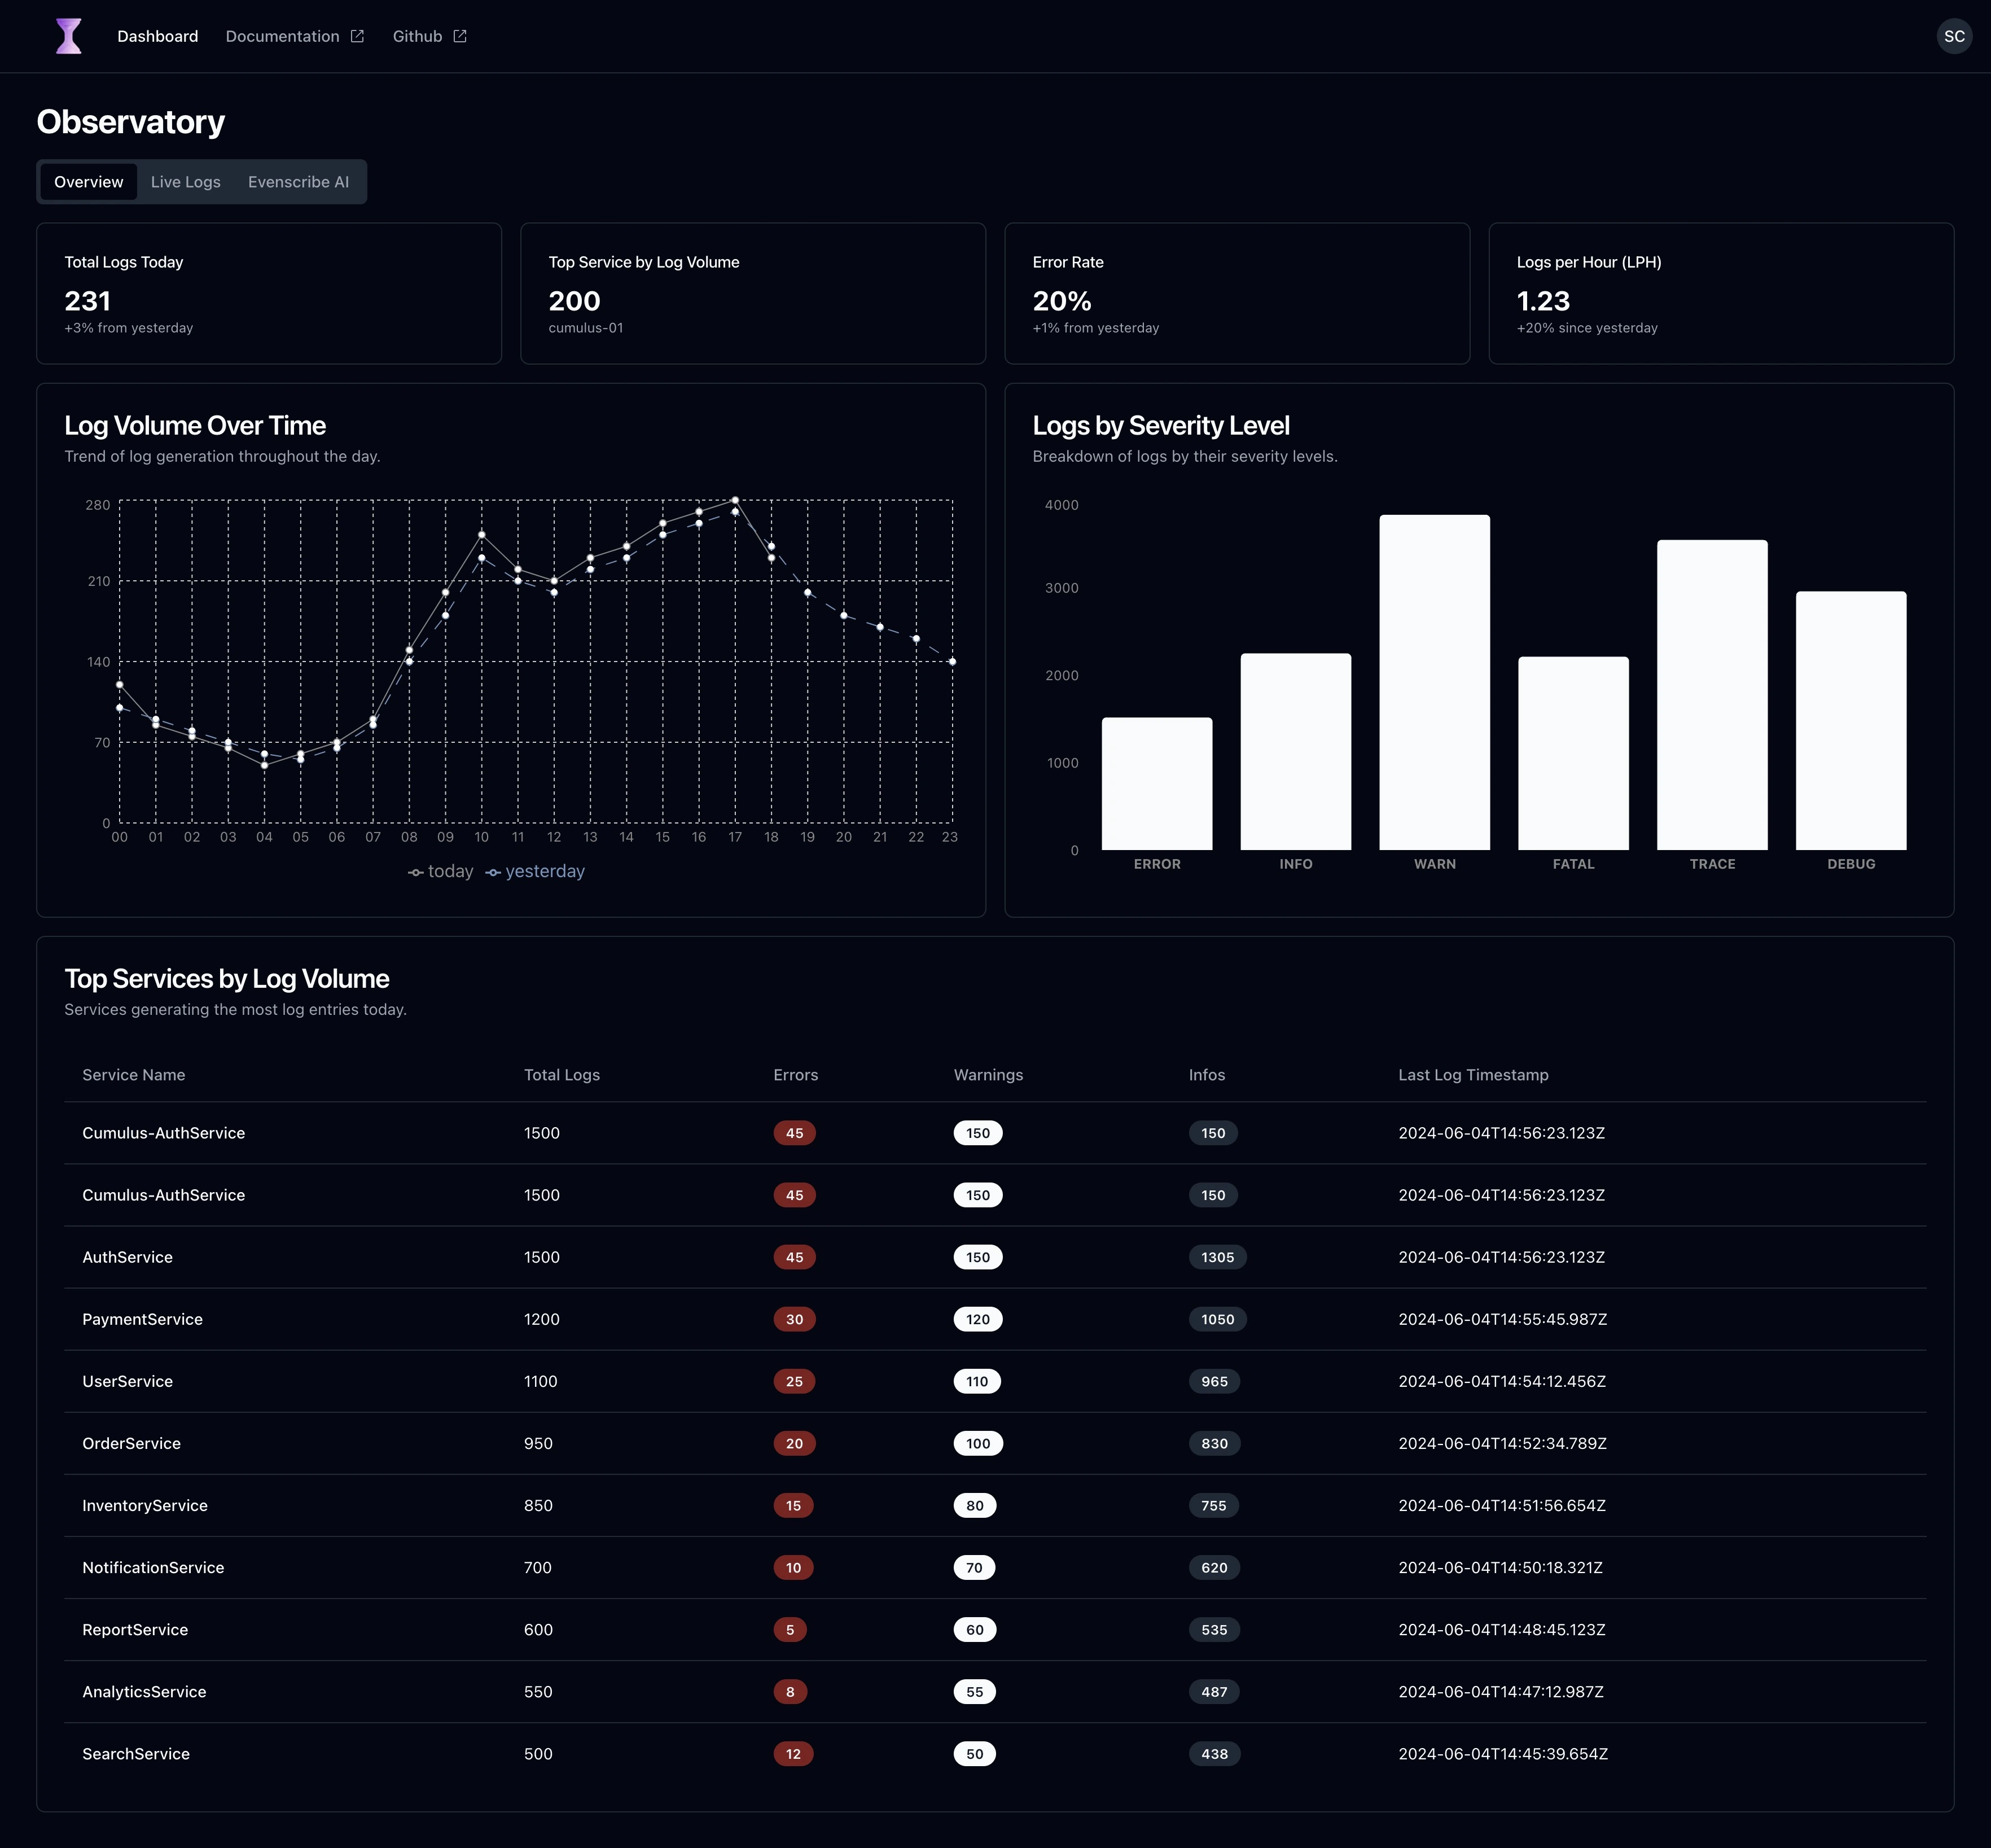 Dashboard Documentation Github SC
Observatory
Overview Live Logs Evenscribe AI
Total Logs Today
231
+3% from yesterday
Top Service by Log Volume
200
cumulus-01
Error Rate
20%
+1% from yesterday
Logs per Hour (LPH)
1.23
+20% since yesterday
Log Volume Over Time
Trend of log generation throughout the day.
280
210
140
70
0
00 01 02 03 04 05 06 07 08 09 10 11 12 13 14 15 16 17 18 19 20 21 22 23
today yesterday
Logs by Severity Level
Breakdown of logs by their severity levels.
4000
3000
2000
1000
0
ERROR INFO WARN FATAL TRACE DEBUG
Top Services by Log Volume
Services generating the most log entries today.
Service Name Total Logs Errors Warnings Infos Last Log Timestamp
Cumulus-AuthService 1500 45 150 150 2024-06-04T14:56:23.123Z
Cumulus-AuthService 1500 45 150 150 2024-06-04T14:56:23.123Z
AuthService 1500 45 150 1305 2024-06-04T14:56:23.123Z
PaymentService 1200 30 120 1050 2024-06-04T14:55:45.987Z
UserService 1100 25 110 965 2024-06-04T14:54:12.456Z
OrderService 950 20 100 830 2024-06-04T14:52:34.789Z
InventoryService 850 15 80 755 2024-06-04T14:51:56.654Z
NotificationService 700 10 70 620 2024-06-04T14:50:18.321Z
ReportService 600 5 60 535 2024-06-04T14:48:45.123Z
AnalyticsService 550 8 55 487 2024-06-04T14:47:12.987Z
SearchService 500 12 50 438 2024-06-04T14:45:39.654Z